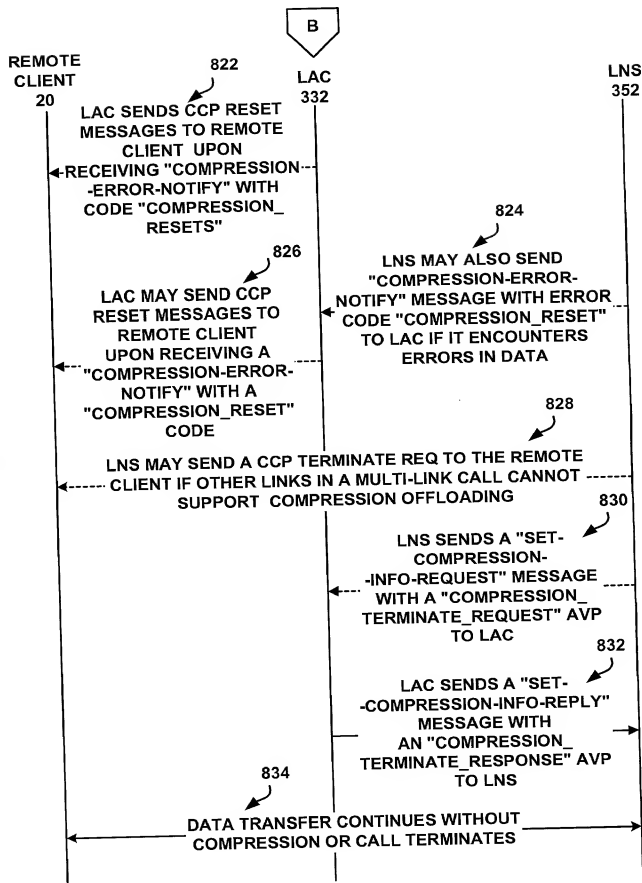 B
REMOTE
CLIENT
20
LAC
332
LNS
352
822
LAC SENDS CCP RESET
MESSAGES TO REMOTE
CLIENT UPON
RECEIVING "COMPRESSION
-ERROR-NOTIFY" WITH
CODE "COMPRESSION_
RESETS"
824
LNS MAY ALSO SEND
"COMPRESSION-ERROR-
NOTIFY" MESSAGE WITH ERROR
CODE "COMPRESSION_RESET"
TO LAC IF IT ENCOUNTERS
ERRORS IN DATA
826
LAC MAY SEND CCP
RESET MESSAGES TO
REMOTE CLIENT
UPON RECEIVING A
"COMPRESSION-ERROR-
NOTIFY" WITH A
"COMPRESSION_RESET"
CODE
828
LNS MAY SEND A CCP TERMINATE REQ TO THE REMOTE
CLIENT IF OTHER LINKS IN A MULTI-LINK CALL CANNOT
SUPPORT COMPRESSION OFFLOADING
830
LNS SENDS A "SET-
COMPRESSION-
-INFO-REQUEST" MESSAGE
WITH A "COMPRESSION_
TERMINATE_REQUEST" AVP
TO LAC
832
LAC SENDS A "SET-
-COMPRESSION-INFO-REPLY"
MESSAGE WITH
AN "COMPRESSION_
TERMINATE_RESPONSE" AVP
TO LNS
834
DATA TRANSFER CONTINUES WITHOUT
COMPRESSION OR CALL TERMINATES